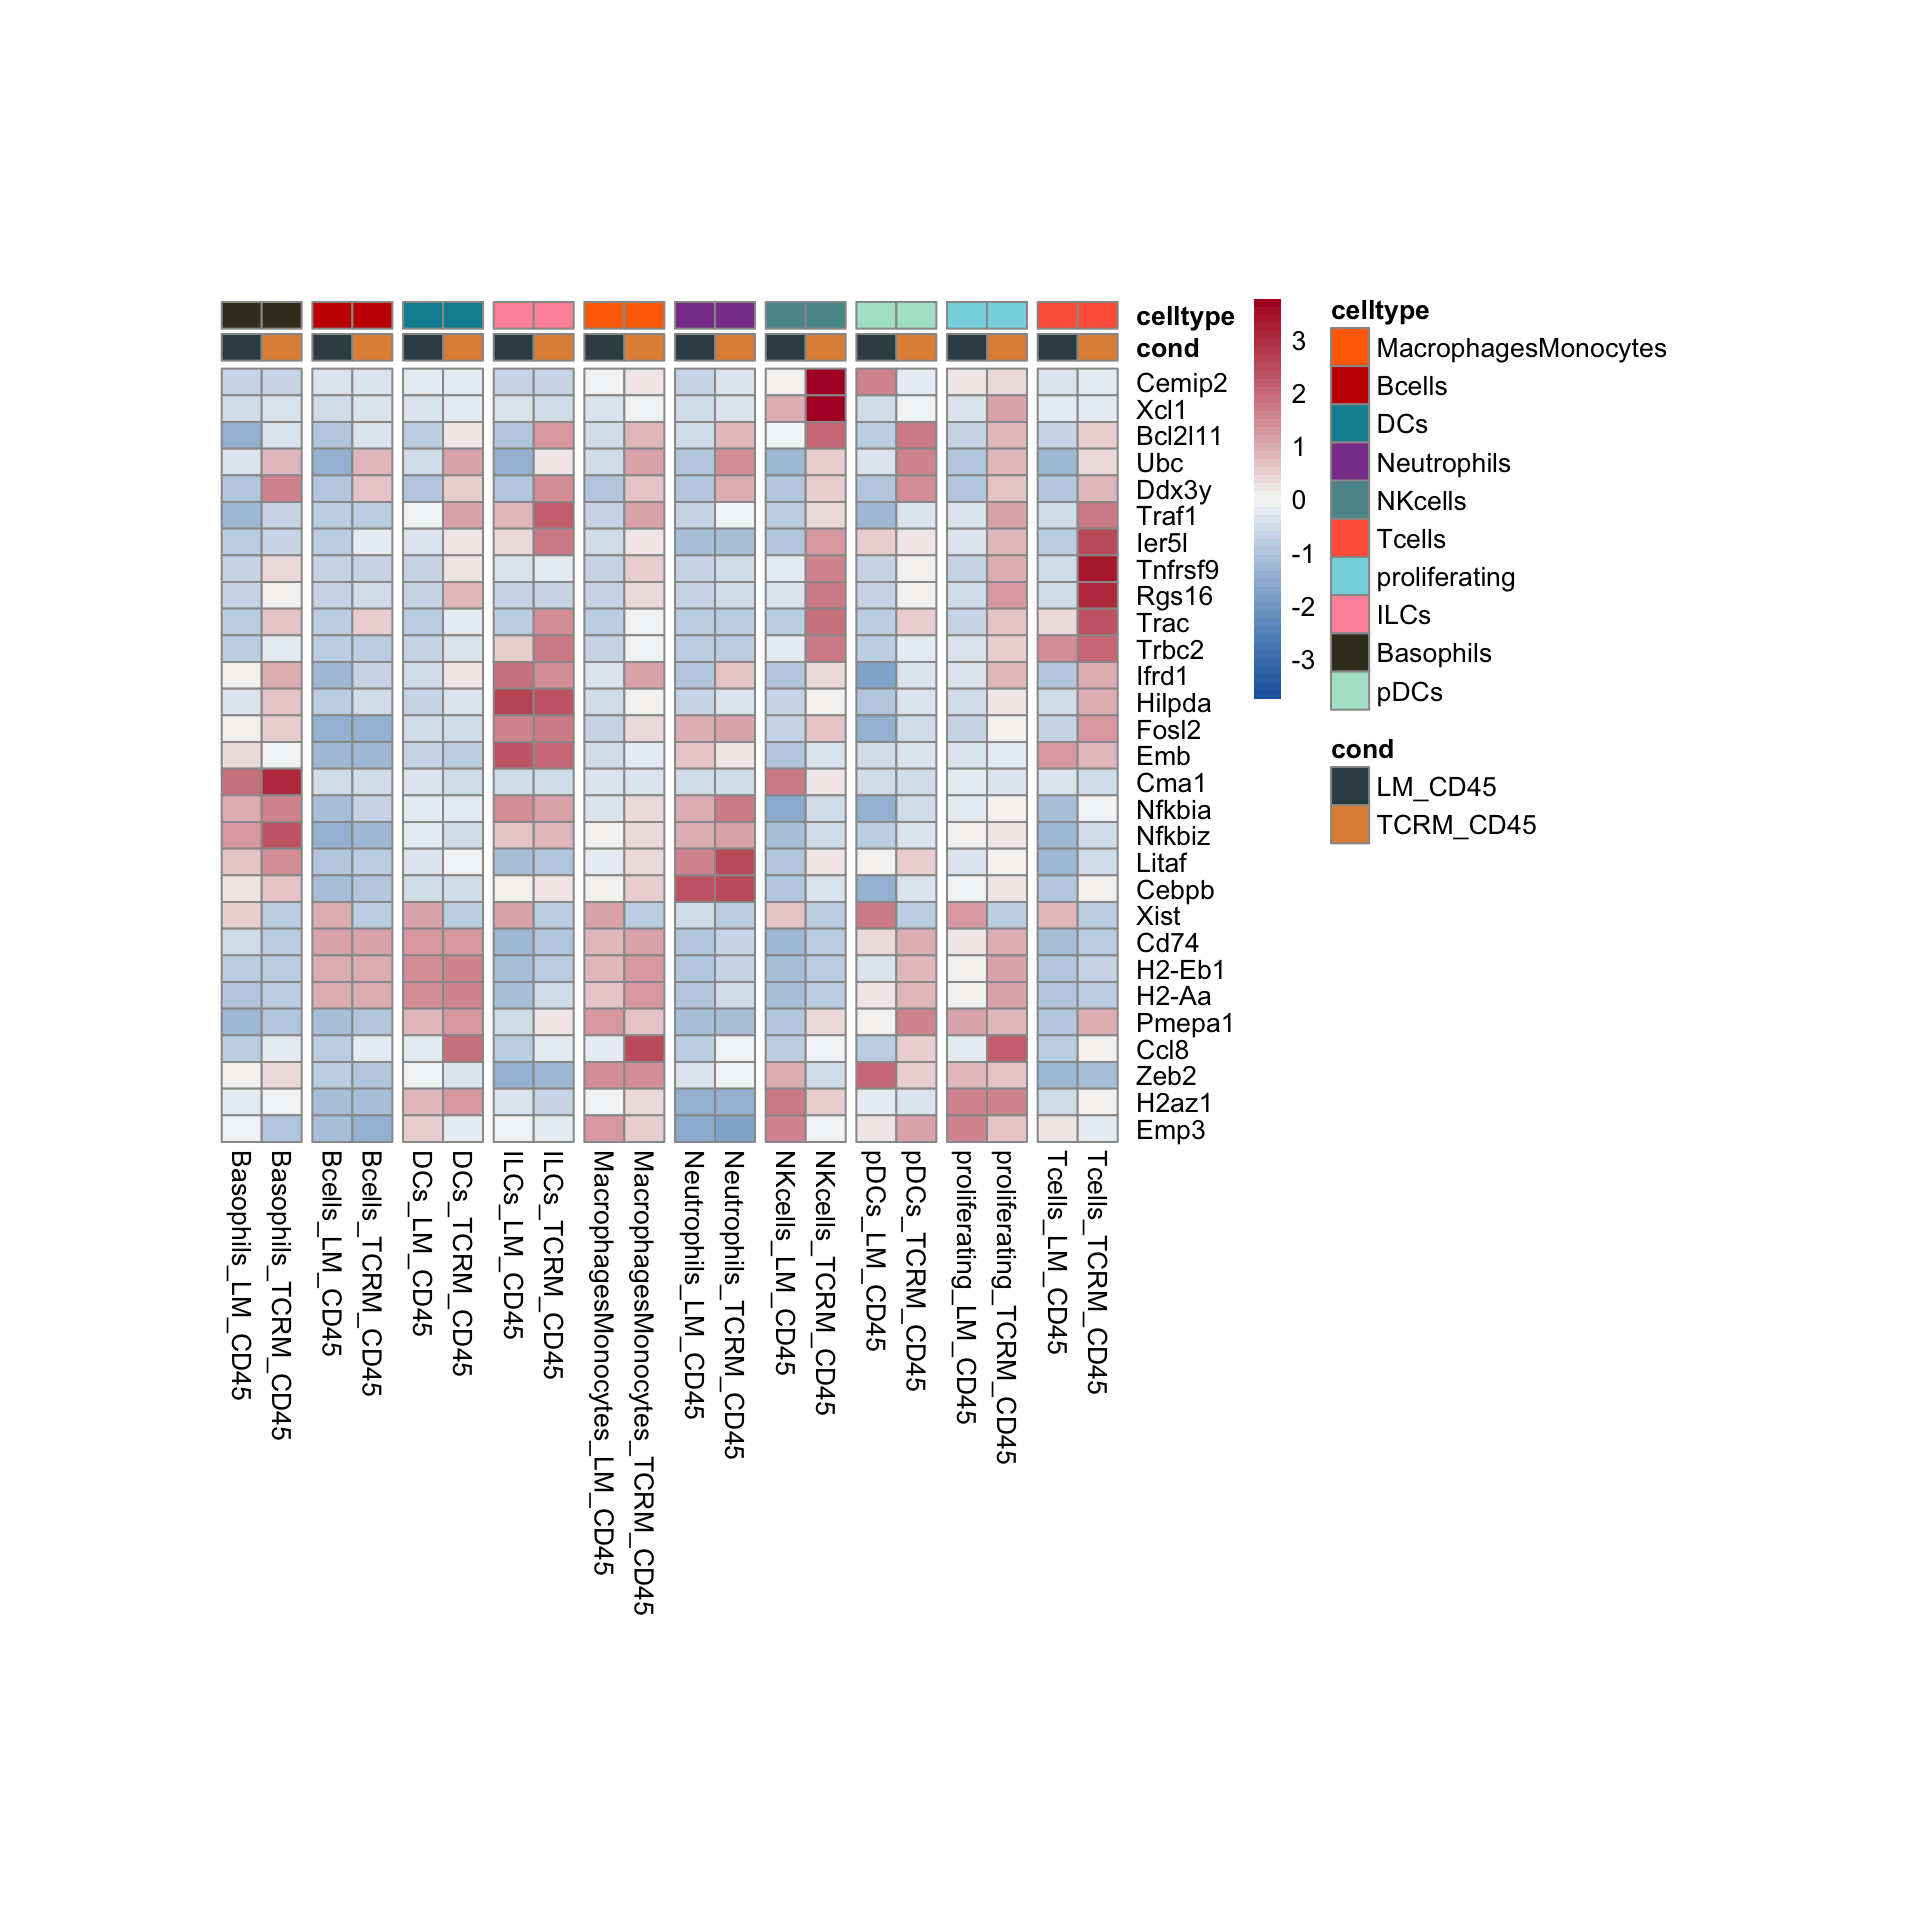 celltype
cond
Cemip2
Xcl1
Bcl2l11
Ubc
Ddx3y
Traf1
Ier5l
Tnfrsf9
Rgs16
Trac
Trbc2
Ifrd1
Hilpda
Fosl2
Emb
Cma1
Nfkbia
Nfkbiz
Litaf
Cebpb
Xist
Cd74
H2-Eb1
H2-Aa
Pmepa1
Ccl8
Zeb2
H2az1
Emp3
Basophils_LM_CD45
Basophils_TCRM_CD45
Bcells_LM_CD45
Bcells_TCRM_CD45
DCs_LM_CD45
DCs_TCRM_CD45
ILCs_LM_CD45
ILCs_TCRM_CD45
MacrophagesMonocytes_LM_CD45
MacrophagesMonocytes_TCRM_CD45
Neutrophils_LM_CD45
Neutrophils_TCRM_CD45
NKcells_LM_CD45
NKcells_TCRM_CD45
pDCs_LM_CD45
pDCs_TCRM_CD45
proliferating_LM_CD45
proliferating_TCRM_CD45
Tcells_LM_CD45
Tcells_TCRM_CD45
3
2
1
0
-1
-2
-3
celltype
MacrophagesMonocytes
Bcells
DCs
Neutrophils
NKcells
Tcells
proliferating
ILCs
Basophils
pDCs
cond
LM_CD45
TCRM_CD45